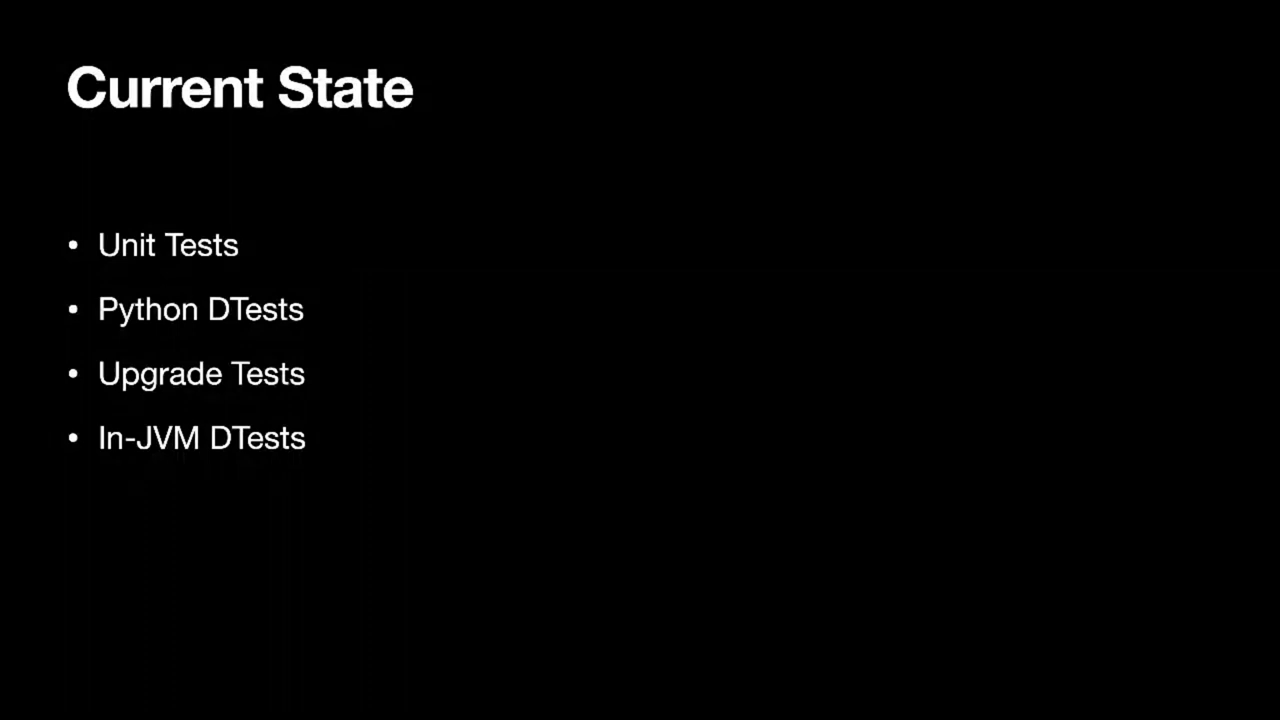 Current State
• Unit Tests
• Python DTests
• Upgrade Tests
• In-JVM DTests